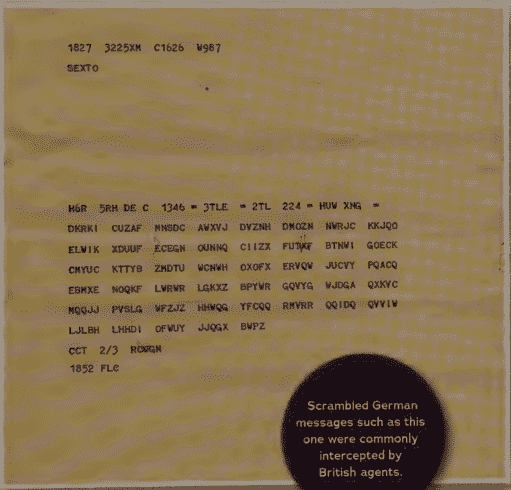 1827 3225XM C1626 W987
SEXTO
H6R 5RH DE C 1346 = 3TLE = 2TL 224 = HUW XNG =
DKRKI CUZAF MNSDC AWXVJ DVZNH DMOZN NWRJC KKJQO
ELWIK XDUUF ECEGN OUNNQ CIIZX BTNWI GOECK
CMYUC KTTYB ZMDTU WCNWH OXOFX ERVQW JUCVY PQACQ
EBMXE NOQKF LWRWR LGKXZ BPYWR GQVYG WJDGA QXKVC
MQQJJ PVSLG WFZJZ HHWQG YFCQQ RMVRR QQIDQ QVVIW
LJLBH LHHDI OFWUY JJQGX BWPZ
CCT 2/3
1852 FLC
Scrambled German
messages such as this
one were commonly
intercepted by
British agents.